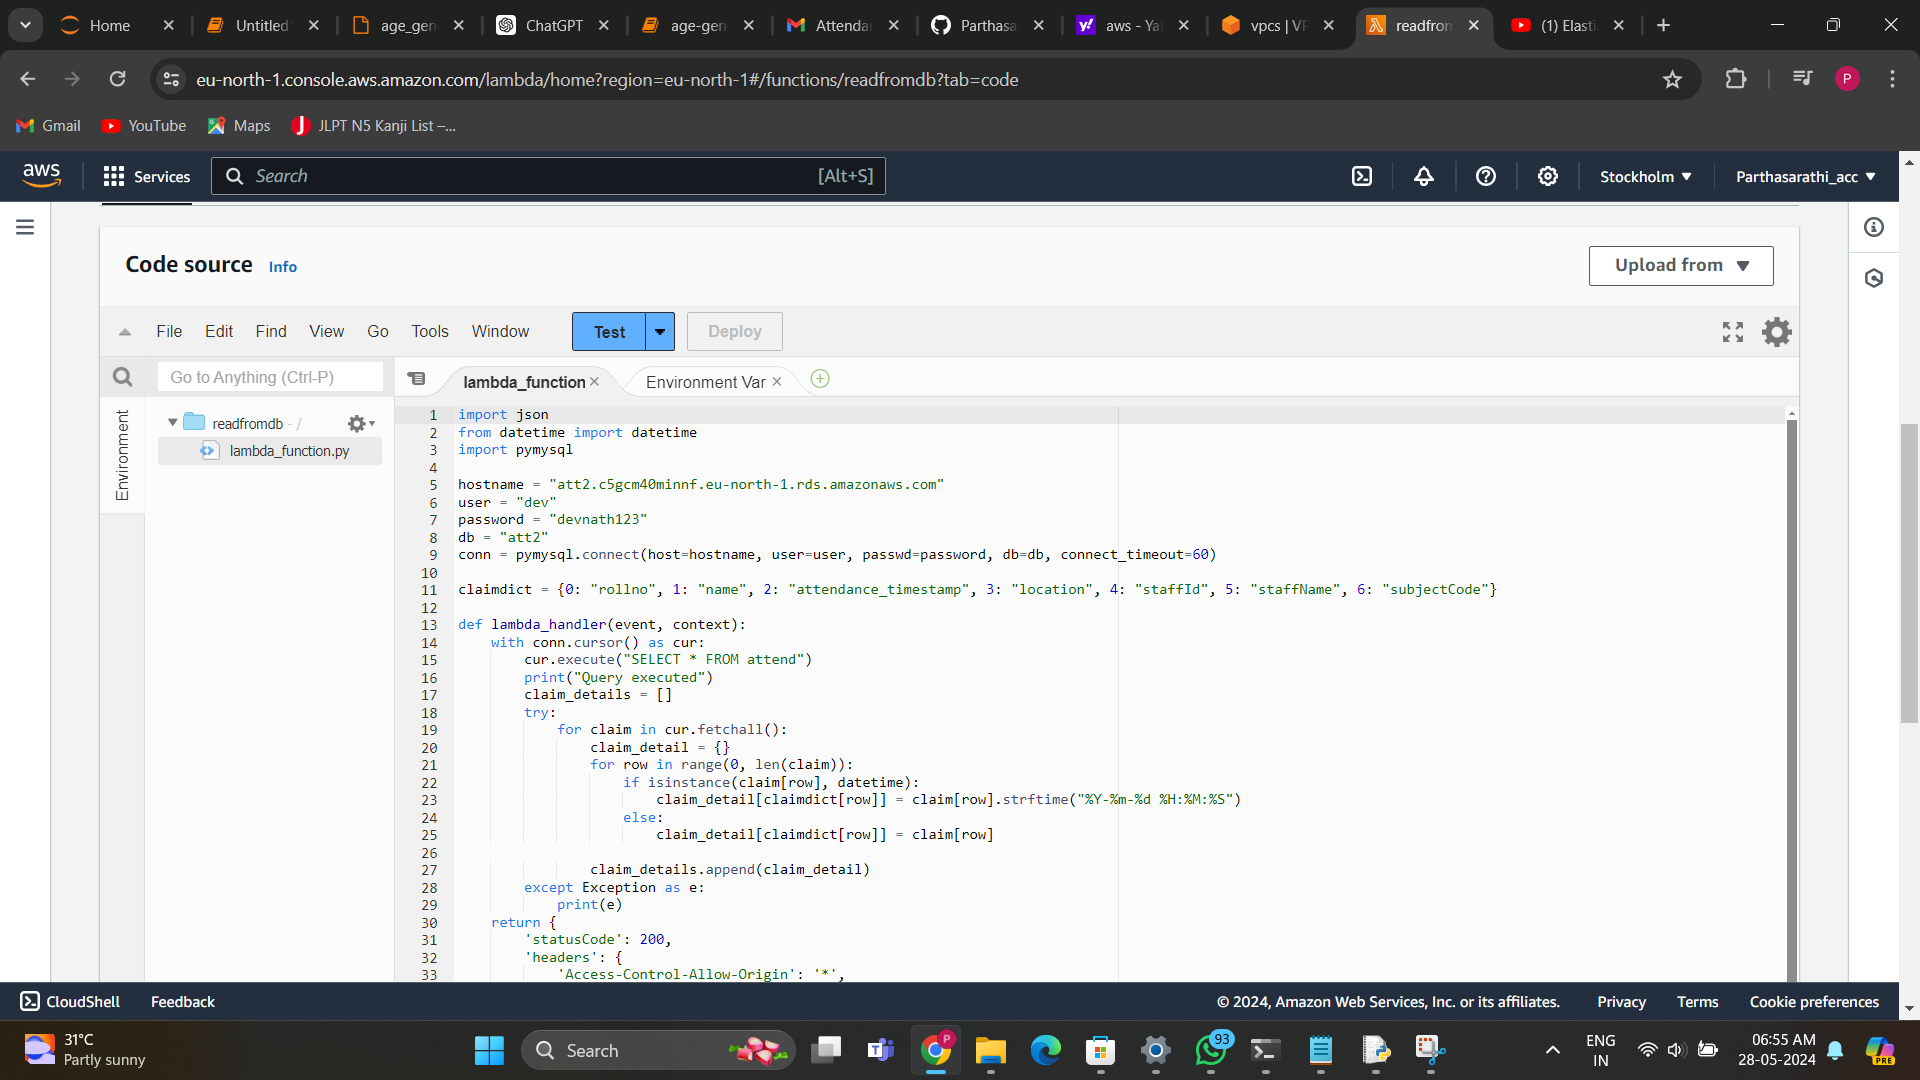 Home
Untitled
age_gen
ChatGPT
age-gen
Attenda
Parthasa
aws - Ya
vpcs | VP
readfrom
(1) Elasti
eu-north-1.console.aws.amazon.com/lambda/home?region=eu-north-1#/functions/readfromdb?tab=code
P
Gmail
YouTube
Maps
JLPT N5 Kanji List –...
aws
Services
Search
[Alt+S]
Stockholm
Parthasarathi_acc
Code source
Info
Upload from
File
Edit
Find
View
Go
Tools
Window
Test
Deploy
Go to Anything (Ctrl-P)
lambda_function
Environment Var
Environment
readfromdb - /
lambda_function.py
1 import json
2 from datetime import datetime
3 import pymysql
4
5 hostname = "att2.c5gcm40minnf.eu-north-1.rds.amazonaws.com"
6 user = "dev"
7 password = "devnath123"
8 db = "att2"
9 conn = pymysql.connect(host=hostname, user=user, passwd=password, db=db, connect_timeout=60)
10
11 claimdict = {0: "rollno", 1: "name", 2: "attendance_timestamp", 3: "location", 4: "staffId", 5: "staffName", 6: "subjectCode"}
12
13 def lambda_handler(event, context):
14 with conn.cursor() as cur:
15 cur.execute("SELECT * FROM attend")
16 print("Query executed")
17 claim_details = []
18 try:
19 for claim in cur.fetchall():
20 claim_detail = {}
21 for row in range(0, len(claim)):
22 if isinstance(claim[row], datetime):
23 claim_detail[claimdict[row]] = claim[row].strftime("%Y-%m-%d %H:%M:%S")
24 else:
25 claim_detail[claimdict[row]] = claim[row]
26
27 claim_details.append(claim_detail)
28 except Exception as e:
29 print(e)
30 return {
31 'statusCode': 200,
32 'headers': {
33 'Access-Control-Allow-Origin': '*',
CloudShell
Feedback
© 2024, Amazon Web Services, Inc. or its affiliates.
Privacy
Terms
Cookie preferences
31°C
Partly sunny
Search
P
93
ENG
IN
06:55 AM
28-05-2024
PRE